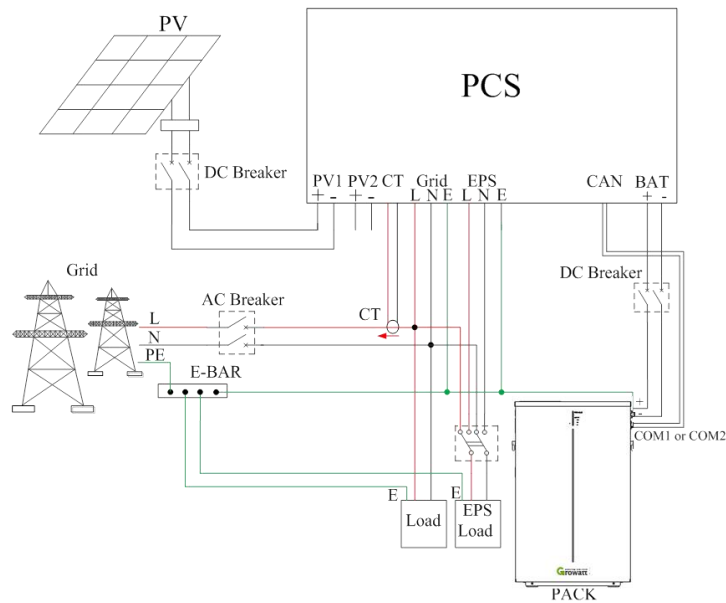 PV
PCS
DC Breaker
PV1 PV2 CT Grid EPS CAN BAT
+ - + - L N E L N E + -
DC Breaker
Grid
AC Breaker
CT
L
N
PE
E-BAR
+
-
COM1 or COM2
E
E
Load
EPS
Load
Growatt
PACK